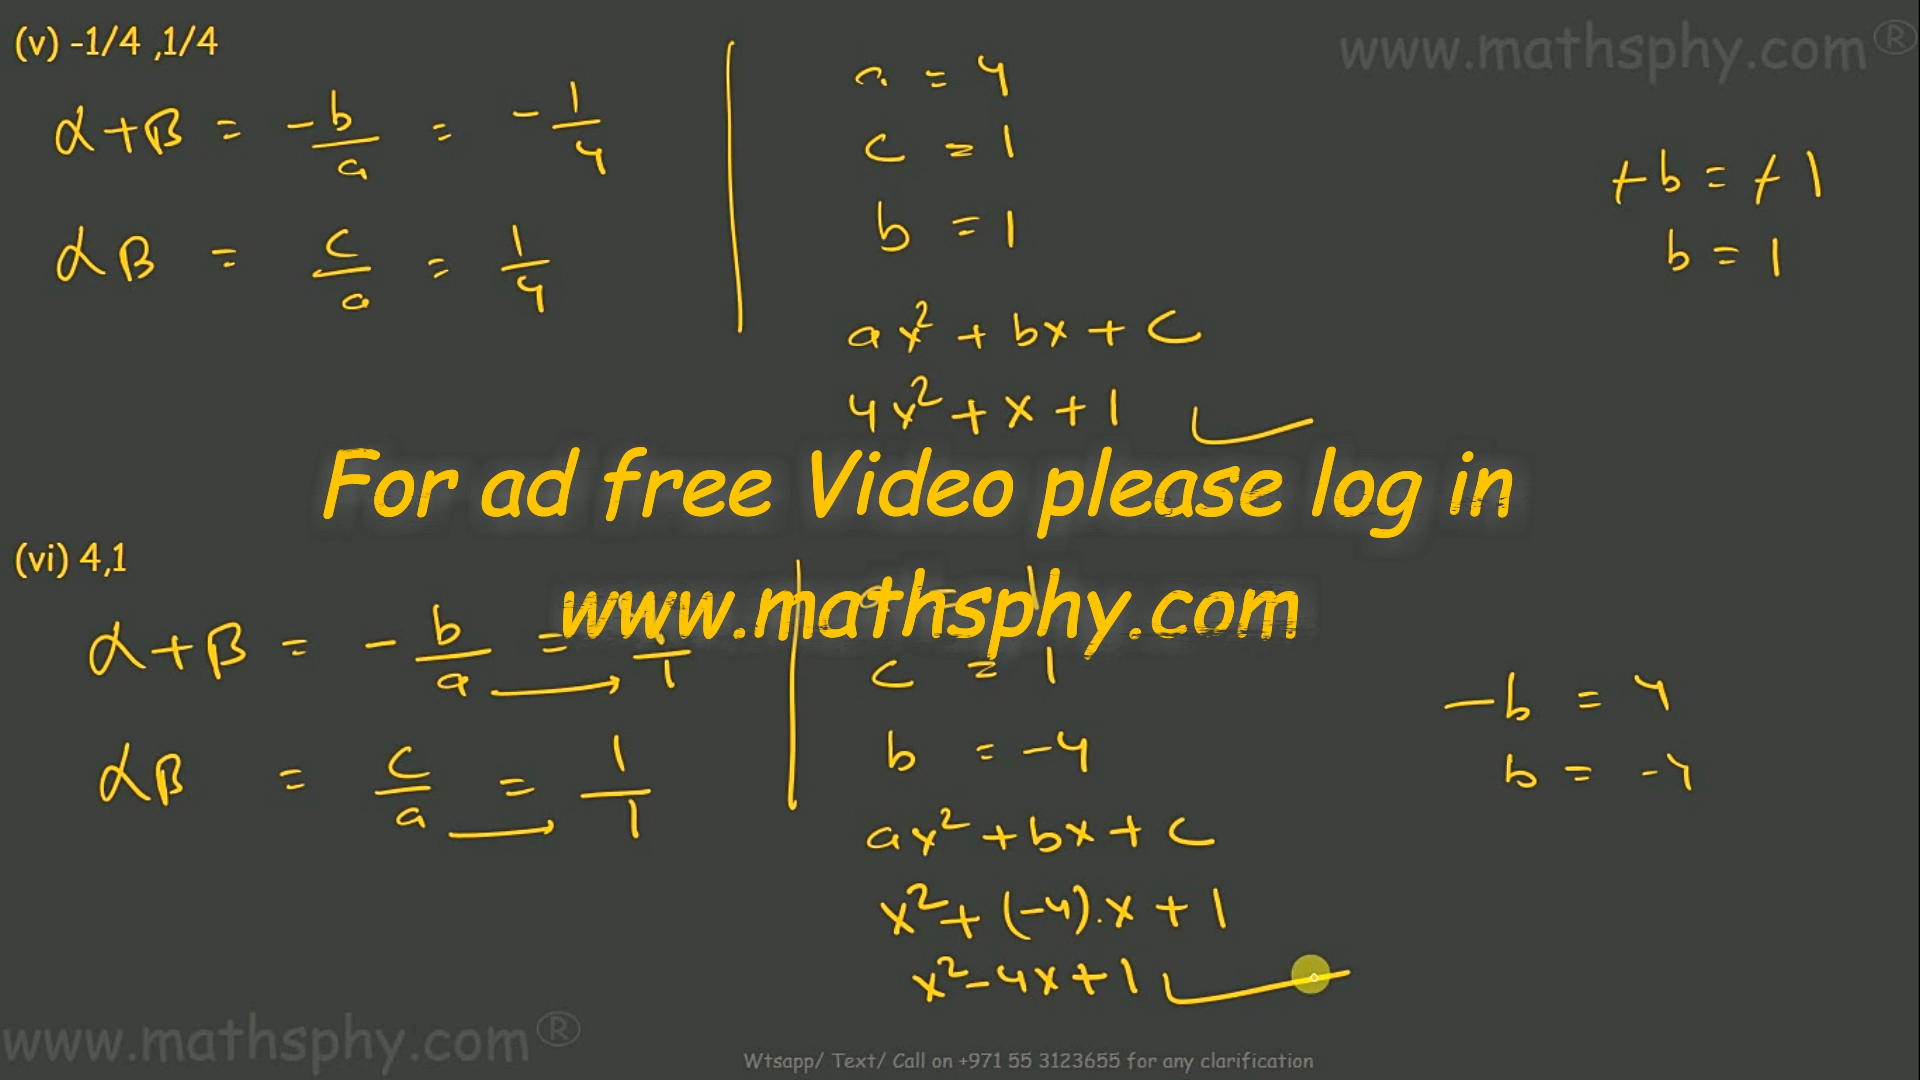 (v) -1/4 ,1/4
www.mathsphy.com®
α+β = -b/a = -1/4
αβ = c/a = 1/4
a = 4
c = 1
b = 1
ax² + bx + c
4x² + x + 1
+b = +1
b = 1
For ad free Video please log in
www.mathsphy.com
(vi) 4,1
α+β = -b/a = /1
αβ = c/a = 1/1
= 1
c = 1
b = -4
ax² + bx + c
x² + (-4).x + 1
x² - 4x + 1
-b = 4
b = -4
www.mathsphy.com®
Wtsapp/ Text/ Call on +971 55 3123655 for any clarification